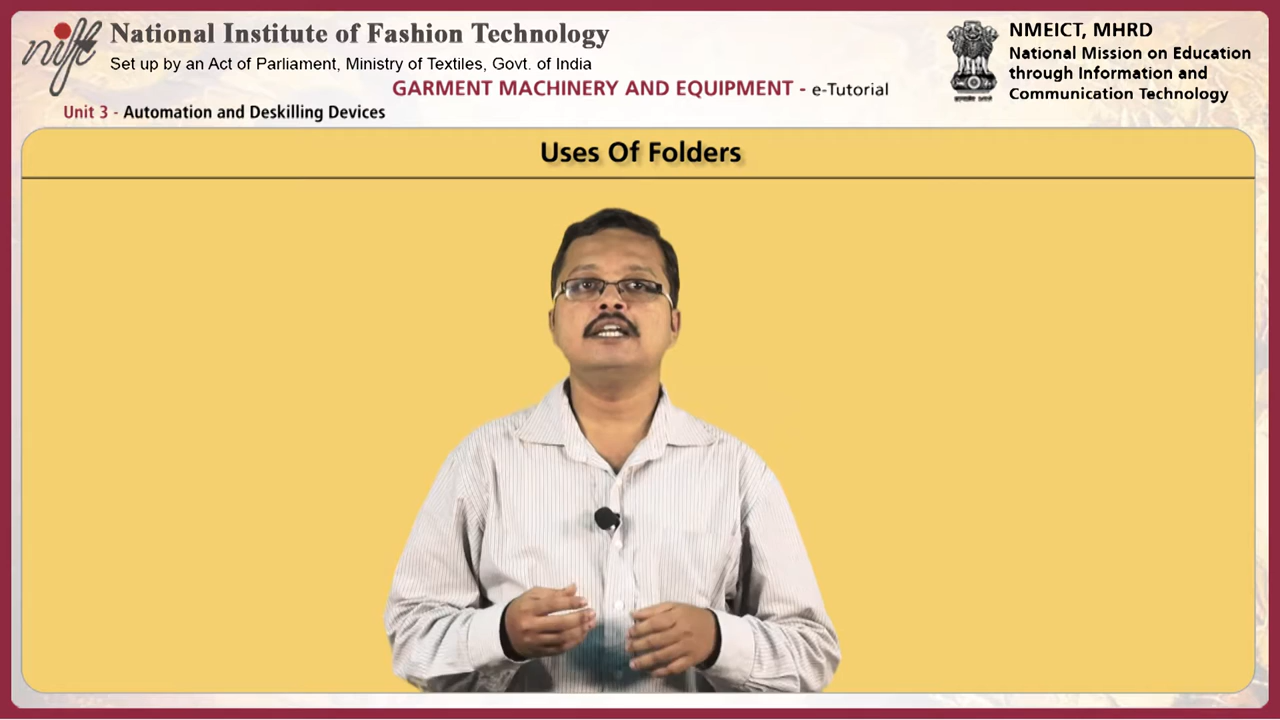 nift
National Institute of Fashion Technology
Set up by an Act of Parliament, Ministry of Textiles, Govt. of India
GARMENT MACHINERY AND EQUIPMENT - e-Tutorial
Unit 3 - Automation and Deskilling Devices
NMEICT, MHRD
National Mission on Education
through Information and
Communication Technology
Uses Of Folders